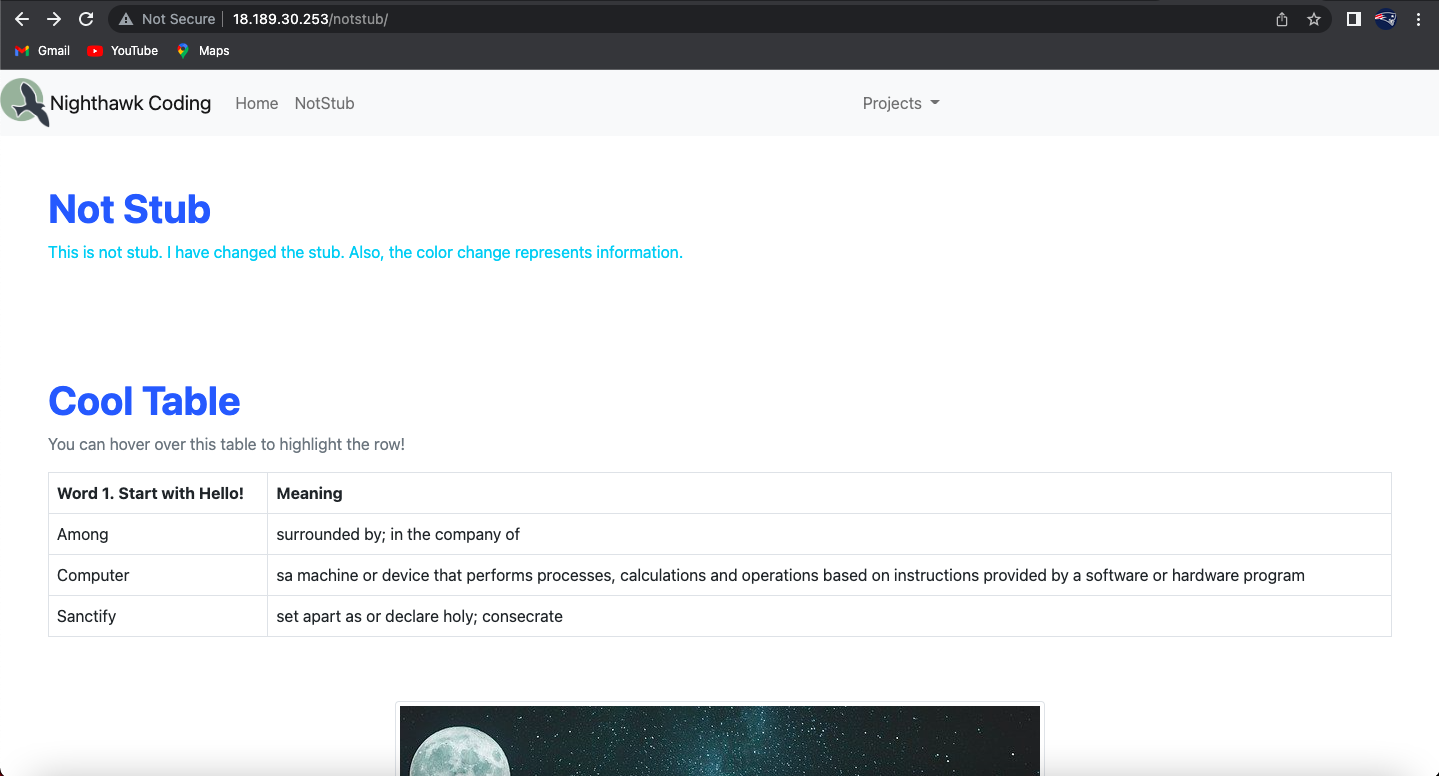 Not Secure | 18.189.30.253/notstub/
Gmail YouTube Maps
Nighthawk Coding Home NotStub Projects
Not Stub
This is not stub. I have changed the stub. Also, the color change represents information.
Cool Table
You can hover over this table to highlight the row!
Word 1. Start with Hello! Meaning
Among surrounded by; in the company of
Computer sa machine or device that performs processes, calculations and operations based on instructions provided by a software or hardware program
Sanctify set apart as or declare holy; consecrate